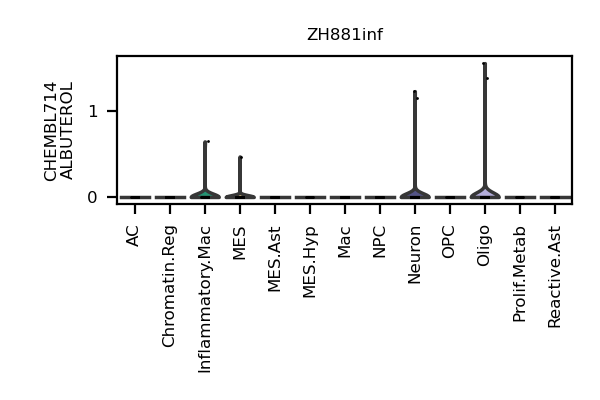 ZH881inf
CHEMBL714
ALBUTEROL
1
0
AC
Chromatin.Reg
Inflammatory.Mac
MES
MES.Ast
MES.Hyp
Mac
NPC
Neuron
OPC
Oligo
Prolif.Metab
Reactive.Ast